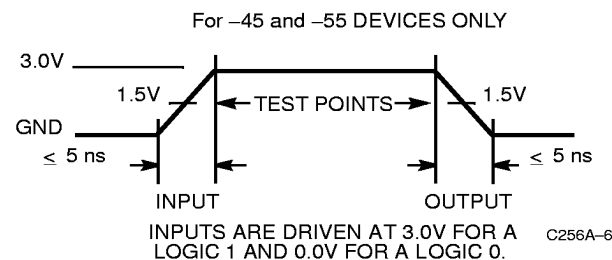 For –45 and –55 DEVICES ONLY
3.0V
1.5V
TEST POINTS
1.5V
GND
≤ 5 ns
≤ 5 ns
INPUT
OUTPUT
INPUTS ARE DRIVEN AT 3.0V FOR A
LOGIC 1 AND 0.0V FOR A LOGIC 0.
C256A–6